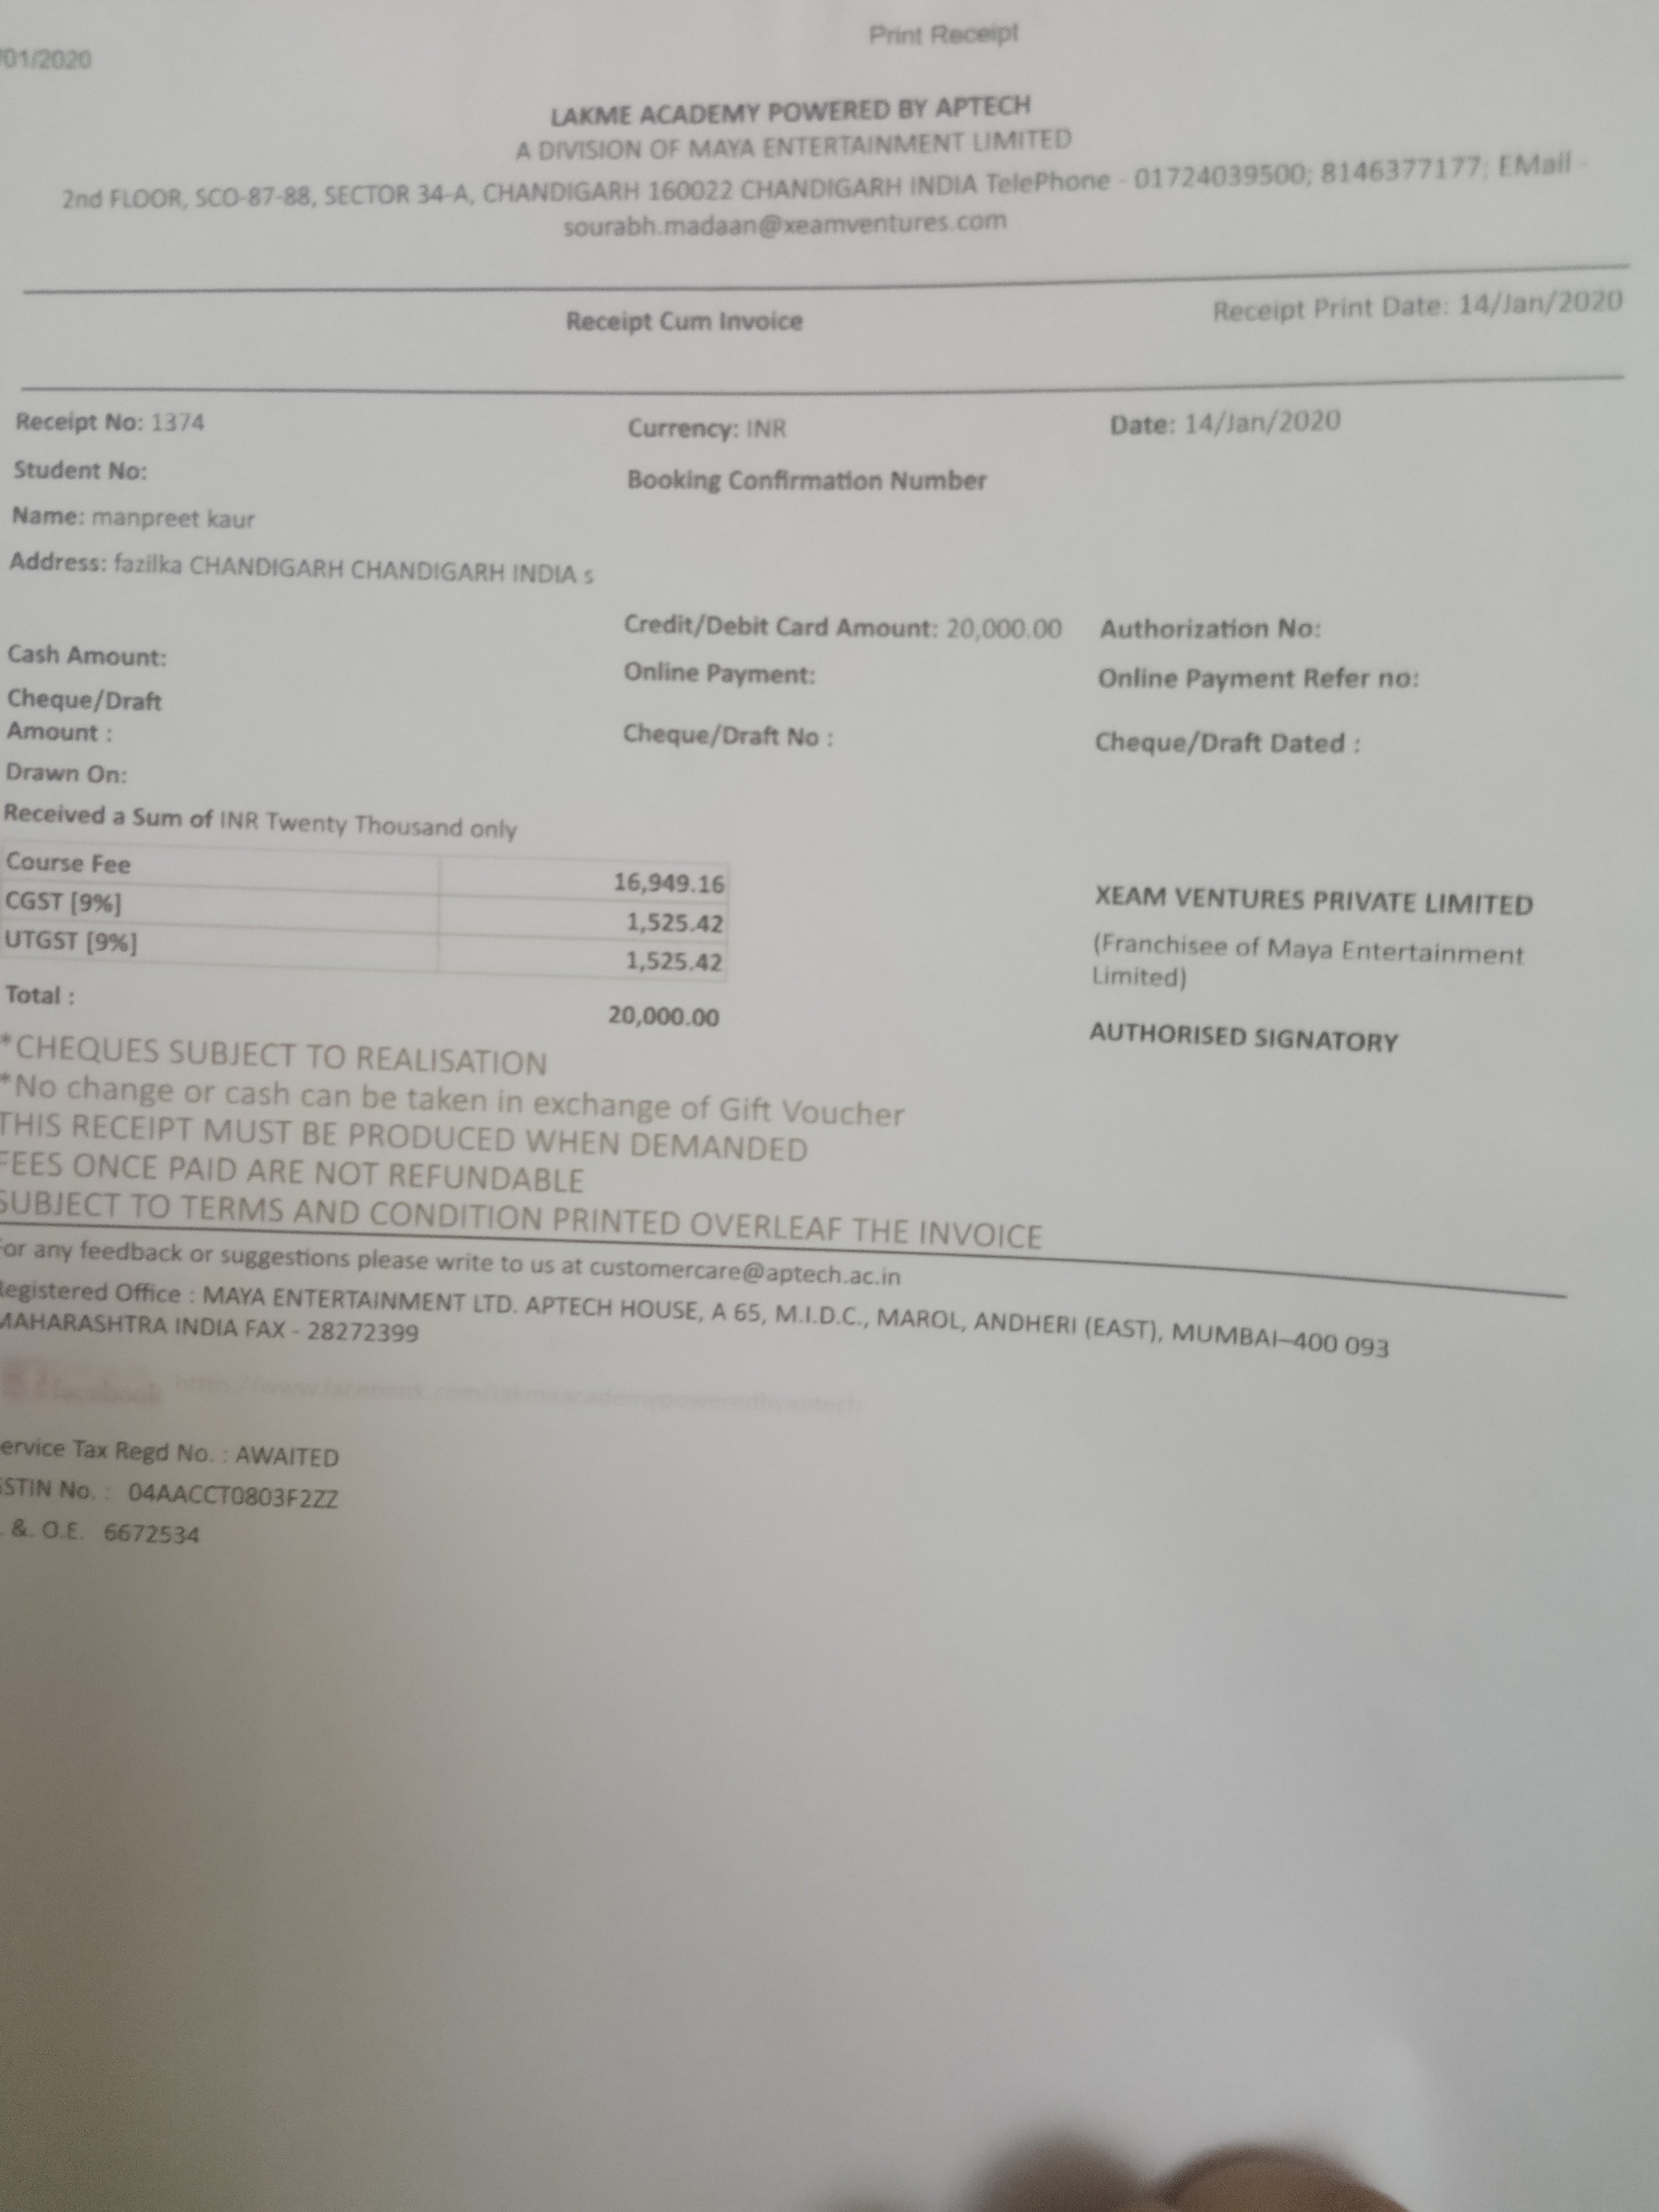 /01/2020
Print Receipt
LAKME ACADEMY POWERED BY APTECH
A DIVISION OF MAYA ENTERTAINMENT LIMITED
2nd FLOOR, SCO-87-88, SECTOR 34-A, CHANDIGARH 160022 CHANDIGARH INDIA TelePhone - 01724039500; 8146377177; EMail -
sourabh.madaan@xeamventures.com
Receipt Cum Invoice
Receipt Print Date: 14/Jan/2020
Receipt No: 1374 Currency: INR Date: 14/Jan/2020
Student No: Booking Confirmation Number
Name: manpreet kaur
Address: fazilka CHANDIGARH CHANDIGARH INDIA s
Cash Amount: Credit/Debit Card Amount: 20,000.00 Authorization No:
Online Payment: Online Payment Refer no:
Cheque/Draft
Amount : Cheque/Draft No : Cheque/Draft Dated :
Drawn On:
Received a Sum of INR Twenty Thousand only
Course Fee 16,949.16
CGST [9%] 1,525.42
UTGST [9%] 1,525.42
Total : 20,000.00
XEAM VENTURES PRIVATE LIMITED
(Franchisee of Maya Entertainment
Limited)
AUTHORISED SIGNATORY
*CHEQUES SUBJECT TO REALISATION
*No change or cash can be taken in exchange of Gift Voucher
THIS RECEIPT MUST BE PRODUCED WHEN DEMANDED
FEES ONCE PAID ARE NOT REFUNDABLE
SUBJECT TO TERMS AND CONDITION PRINTED OVERLEAF THE INVOICE
For any feedback or suggestions please write to us at customercare@aptech.ac.in
Registered Office : MAYA ENTERTAINMENT LTD. APTECH HOUSE, A 65, M.I.D.C., MAROL, ANDHERI (EAST), MUMBAI–400 093
MAHARASHTRA INDIA FAX - 28272399
facebook https://www.facebook.com/lakmeacademypoweredbyaptech
ervice Tax Regd No. : AWAITED
STIN No. : 04AACCT0803F2ZZ
. &. O.E. 6672534